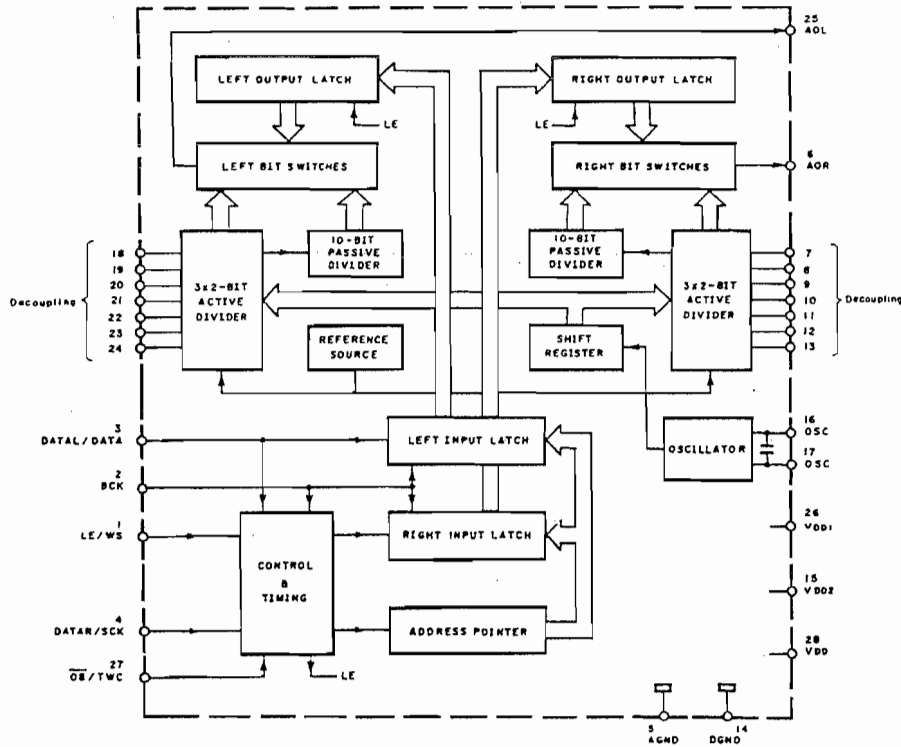 25
AOL
LEFT OUTPUT LATCH
RIGHT OUTPUT LATCH
LE
LE
LEFT BIT SWITCHES
RIGHT BIT SWITCHES
6
AOR
10-BIT
PASSIVE
DIVIDER
10-BIT
PASSIVE
DIVIDER
3x2-BIT
ACTIVE
DIVIDER
3x2-BIT
ACTIVE
DIVIDER
Decoupling
18
19
20
21
22
23
24
7
8
9
10
11
12
13
Decoupling
REFERENCE
SOURCE
SHIFT
REGISTER
3
DATAL/DATA
LEFT INPUT LATCH
OSCILLATOR
16
OSC
17
OSC
2
BCK
1
LE/WS
RIGHT INPUT LATCH
26
VDD1
CONTROL
&
TIMING
15
VDD2
4
DATAR/SCK
ADDRESS POINTER
28
VDD
27
OB/TWC
LE
5
AGND
14
DGND